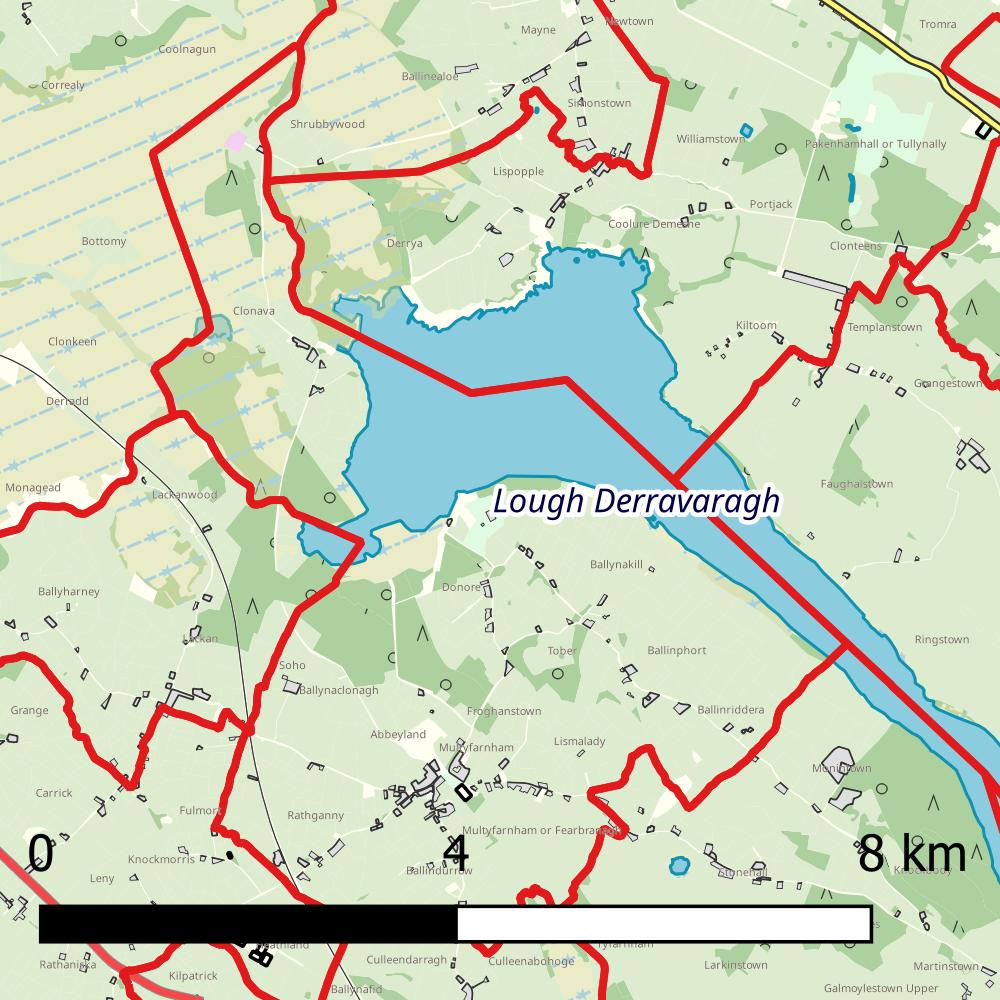 Newtown
Tromra
Mayne
Coolnagun
Ballinealoe
Correaly
Simonstown
Shrubbywood
Williamstown
Pakenhamhall or Tullynally
Lispopple
Portjack
Coolure Demesne
Bottomy
Derrya
Clonteens
Clonava
Kiltoom
Templanstown
Clonkeen
Grangestown
Derradd
Monagead
Lackanwood
Faughalstown
Lough Derravaragh
Ballynakill
Donore
Ballyharney
Lackan
Ringstown
Tober
Ballinphort
Soho
Ballynaclonagh
Grange
Froghanstown
Ballinriddera
Abbeyland
Lismalady
Multyfarnham
Monintown
Carrick
Fulmort
Rathganny
Multyfarnham or Fearbranagh
0 4 8 km
Knockmorris
Ballindurrow
Stonehall
Knockbody
Leny
Rathaniska
Culleendarragh
Culleenabohoge
Larkinstown
Martinstown
Kilpatrick
Ballynafid
Galmoylestown Upper